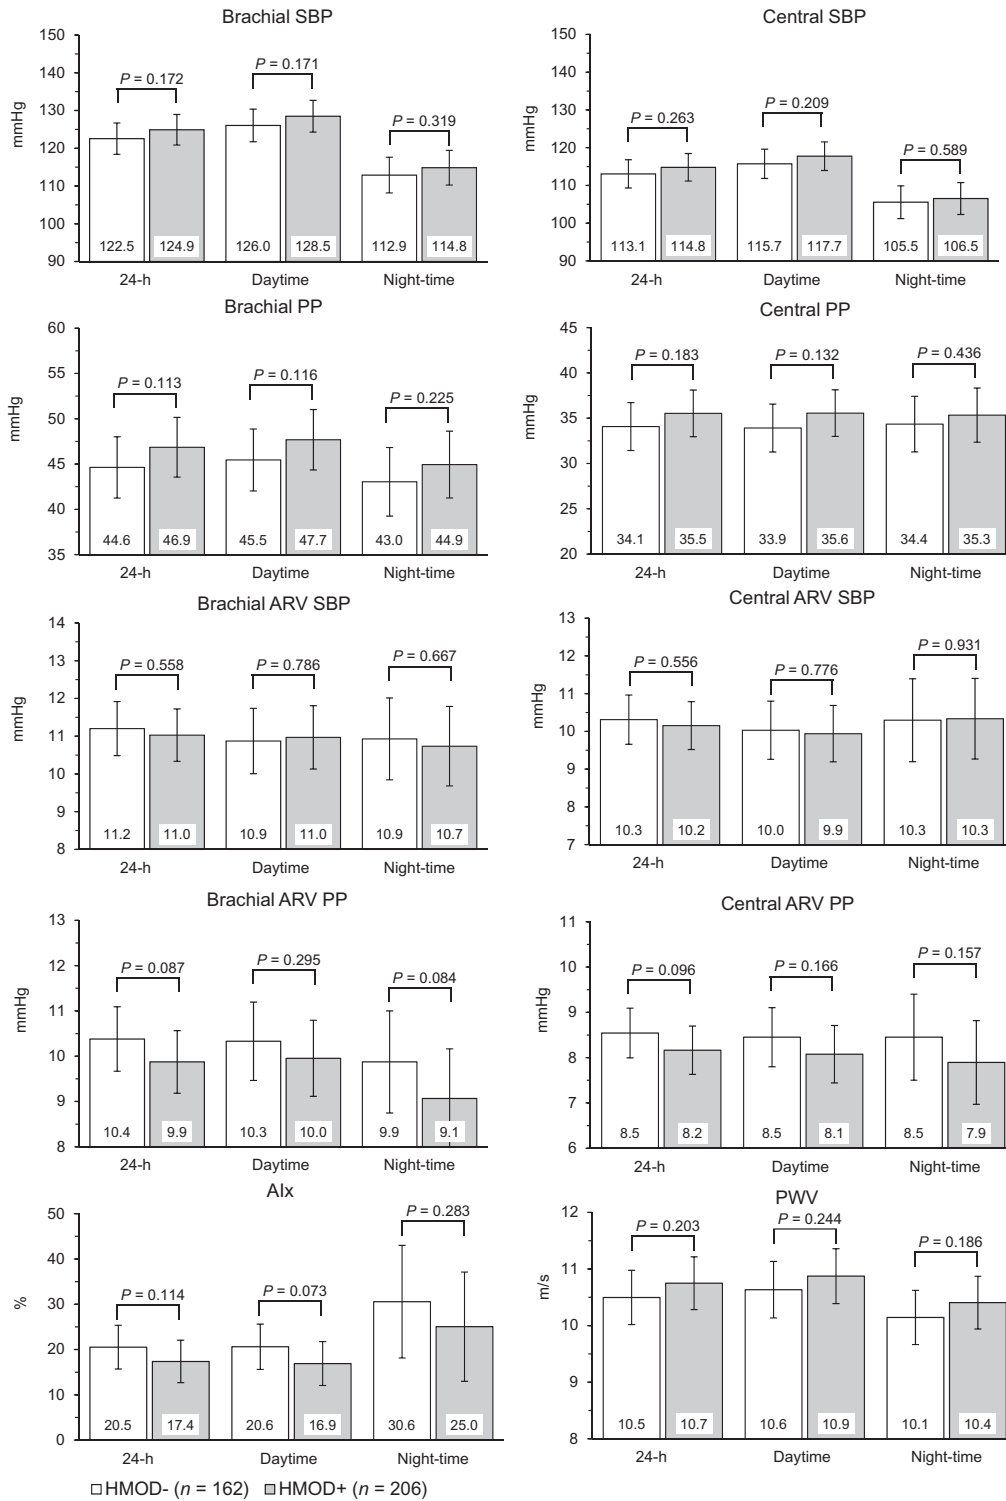 Brachial SBP
150
140
130
120
110
100
90
mmHg
P = 0.172
P = 0.171
P = 0.319
122.5 124.9 126.0 128.5 112.9 114.8
24-h Daytime Night-time
Central SBP
150
140
130
120
110
100
90
mmHg
P = 0.263
P = 0.209
P = 0.589
113.1 114.8 115.7 117.7 105.5 106.5
24-h Daytime Night-time
Brachial PP
60
55
50
45
40
35
mmHg
P = 0.113
P = 0.116
P = 0.225
44.6 46.9 45.5 47.7 43.0 44.9
24-h Daytime Night-time
Central PP
45
40
35
30
25
20
mmHg
P = 0.183
P = 0.132
P = 0.436
34.1 35.5 33.9 35.6 34.4 35.3
24-h Daytime Night-time
Brachial ARV SBP
14
13
12
11
10
9
8
mmHg
P = 0.558
P = 0.786
P = 0.667
11.2 11.0 10.9 11.0 10.9 10.7
24-h Daytime Night-time
Central ARV SBP
13
12
11
10
9
8
7
mmHg
P = 0.556
P = 0.776
P = 0.931
10.3 10.2 10.0 9.9 10.3 10.3
24-h Daytime Night-time
Brachial ARV PP
13
12
11
10
9
8
mmHg
P = 0.087
P = 0.295
P = 0.084
10.4 9.9 10.3 10.0 9.9 9.1
24-h Daytime Night-time
Central ARV PP
11
10
9
8
7
6
mmHg
P = 0.096
P = 0.166
P = 0.157
8.5 8.2 8.5 8.1 8.5 7.9
24-h Daytime Night-time
AIx
50
40
30
20
10
0
%
P = 0.114
P = 0.073
P = 0.283
20.5 17.4 20.6 16.9 30.6 25.0
24-h Daytime Night-time
PWV
12
11
10
9
8
m/s
P = 0.203
P = 0.244
P = 0.186
10.5 10.7 10.6 10.9 10.1 10.4
24-h Daytime Night-time
HMOD- (n = 162) HMOD+ (n = 206)